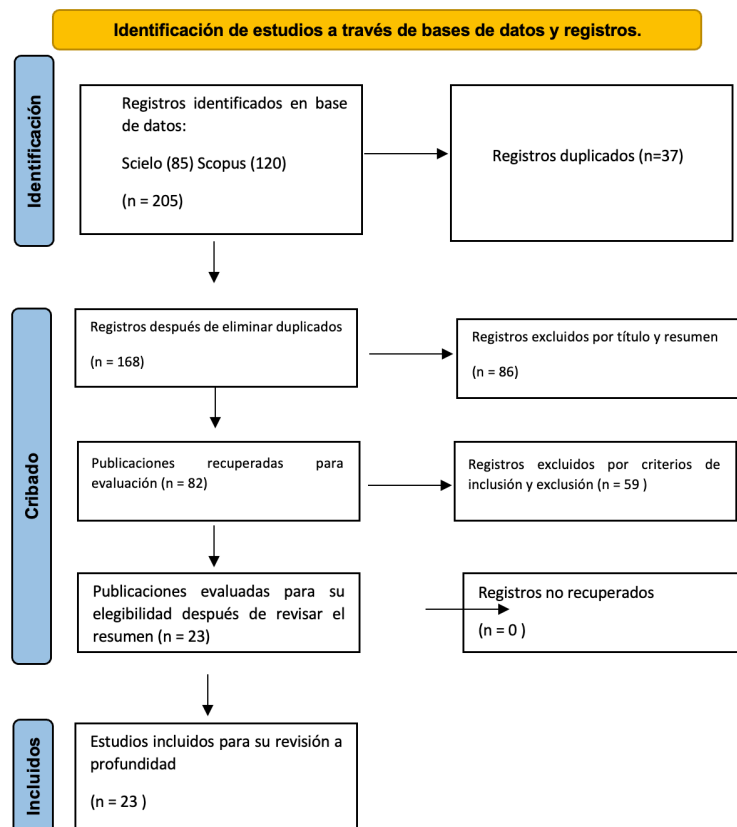 Identificación de estudios a través de bases de datos y registros.
Identificación
Registros identificados en base
de datos:
Scielo (85) Scopus (120)
(n = 205)
Registros duplicados (n=37)
Cribado
Registros después de eliminar duplicados
(n = 168)
Registros excluidos por título y resumen
(n = 86)
Publicaciones recuperadas para
evaluación (n = 82)
Registros excluidos por criterios de
inclusión y exclusión (n = 59 )
Publicaciones evaluadas para su
elegibilidad después de revisar el
resumen (n = 23)
Registros no recuperados
(n = 0 )
Incluidos
Estudios incluidos para su revisión a
profundidad
(n = 23 )